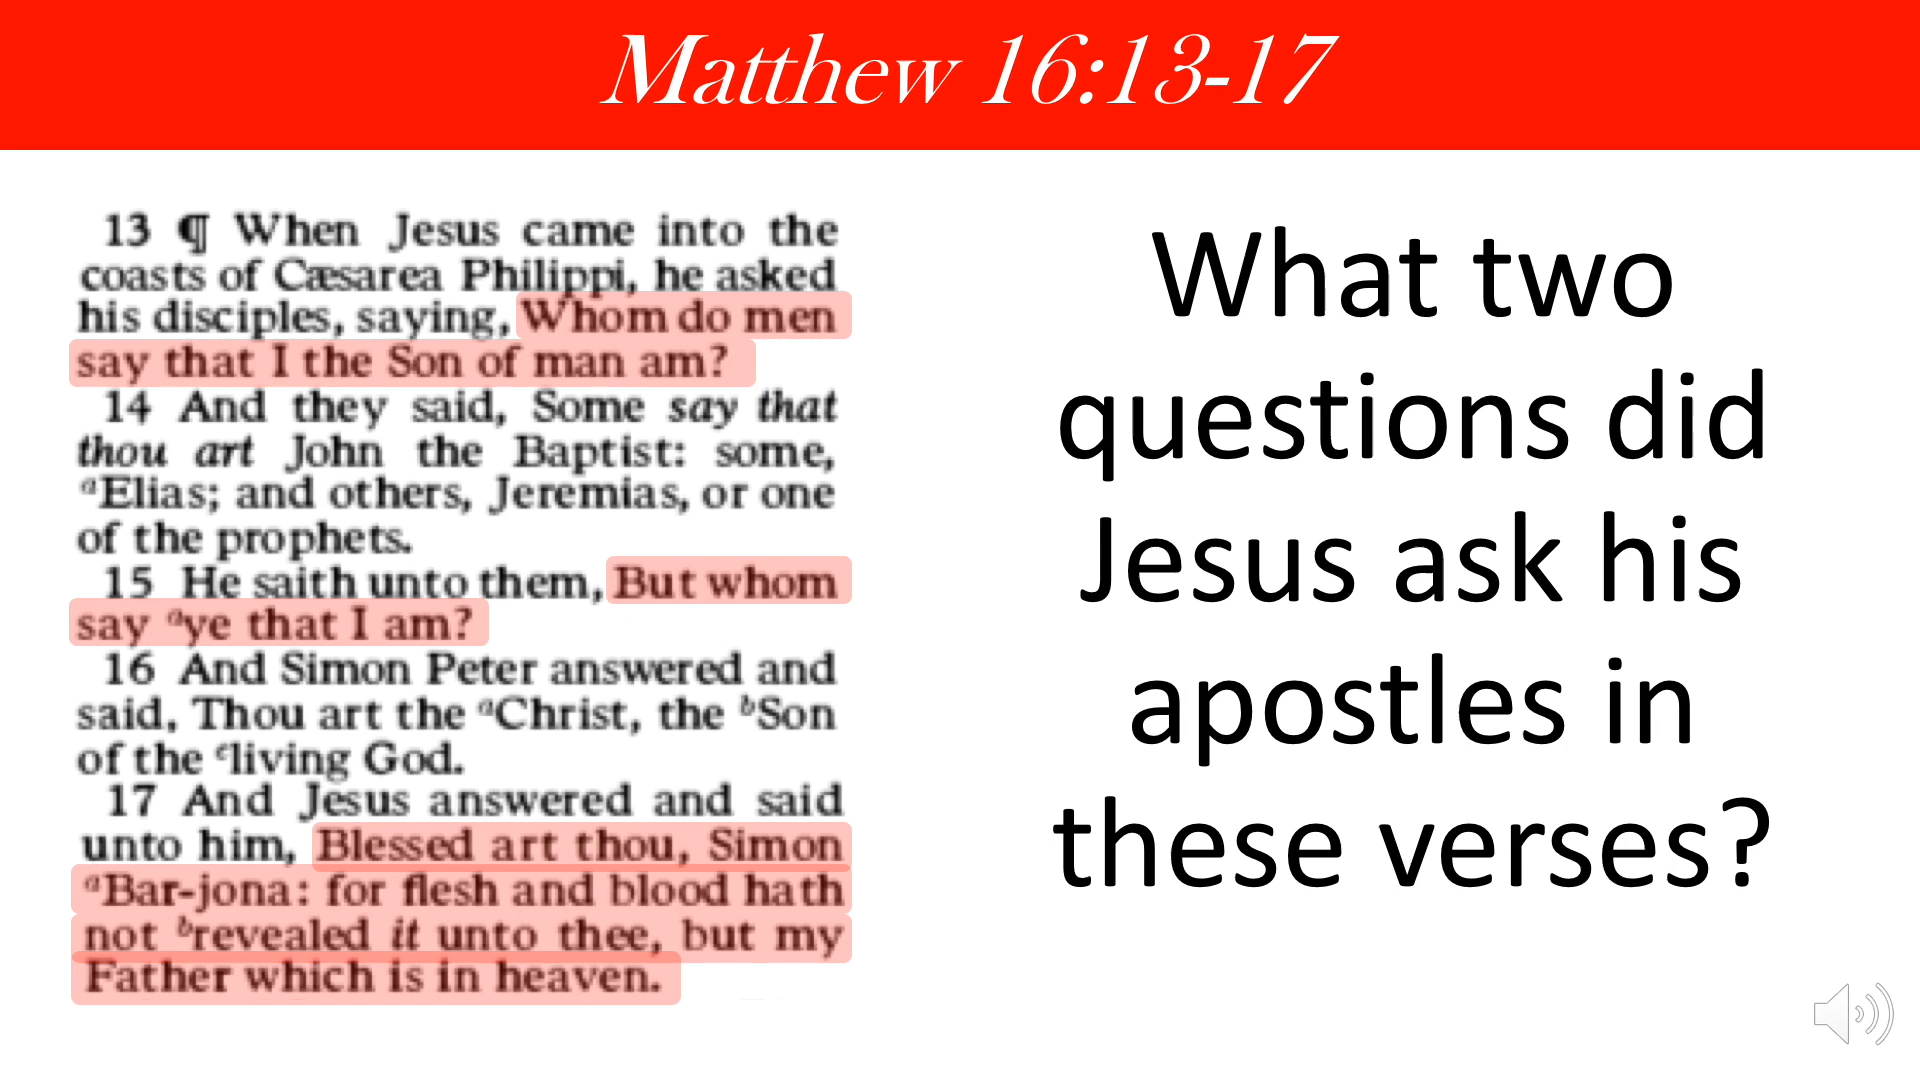 Matthew 16:13-17
13 ¶ When Jesus came into the
coasts of Cæsarea Philippi, he asked
his disciples, saying, Whom do men
say that I the Son of man am?
14 And they said, Some say that
thou art John the Baptist: some,
aElias; and others, Jeremias, or one
of the prophets.
15 He saith unto them, But whom
say aye that I am?
16 And Simon Peter answered and
said, Thou art the aChrist, the bSon
of the cliving God.
17 And Jesus answered and said
unto him, Blessed art thou, Simon
aBar-jona: for flesh and blood hath
not brevealed it unto thee, but my
Father which is in heaven.
What two
questions did
Jesus ask his
apostles in
these verses?